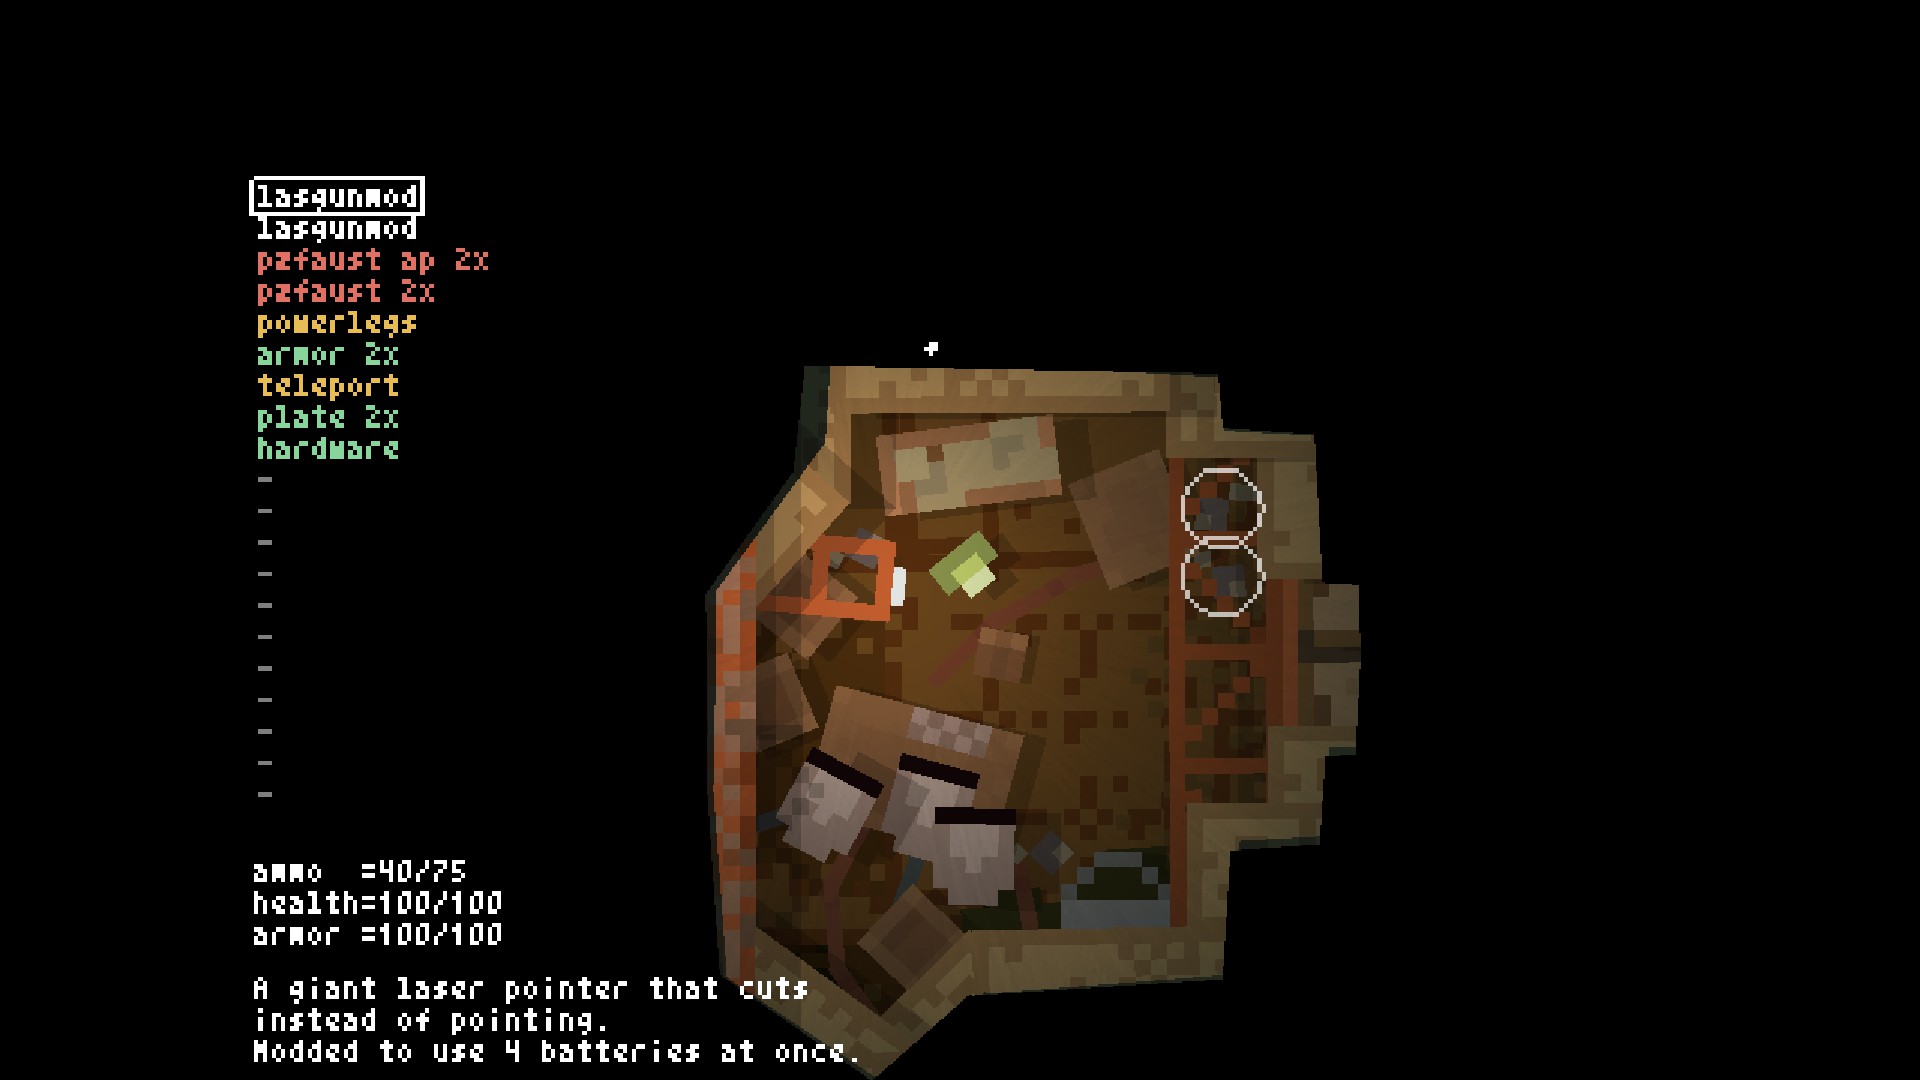 lasgunmod
lasgunmod
pzfaust ap 2x
pzfaust 2x
powerlegs
armor 2x
teleport
plate 2x
hardware
-
-
-
-
-
-
-
-
-
-
-
ammo =40/75
health=100/100
armor =100/100
A giant laser pointer that cuts
instead of pointing.
Modded to use 4 batteries at once.